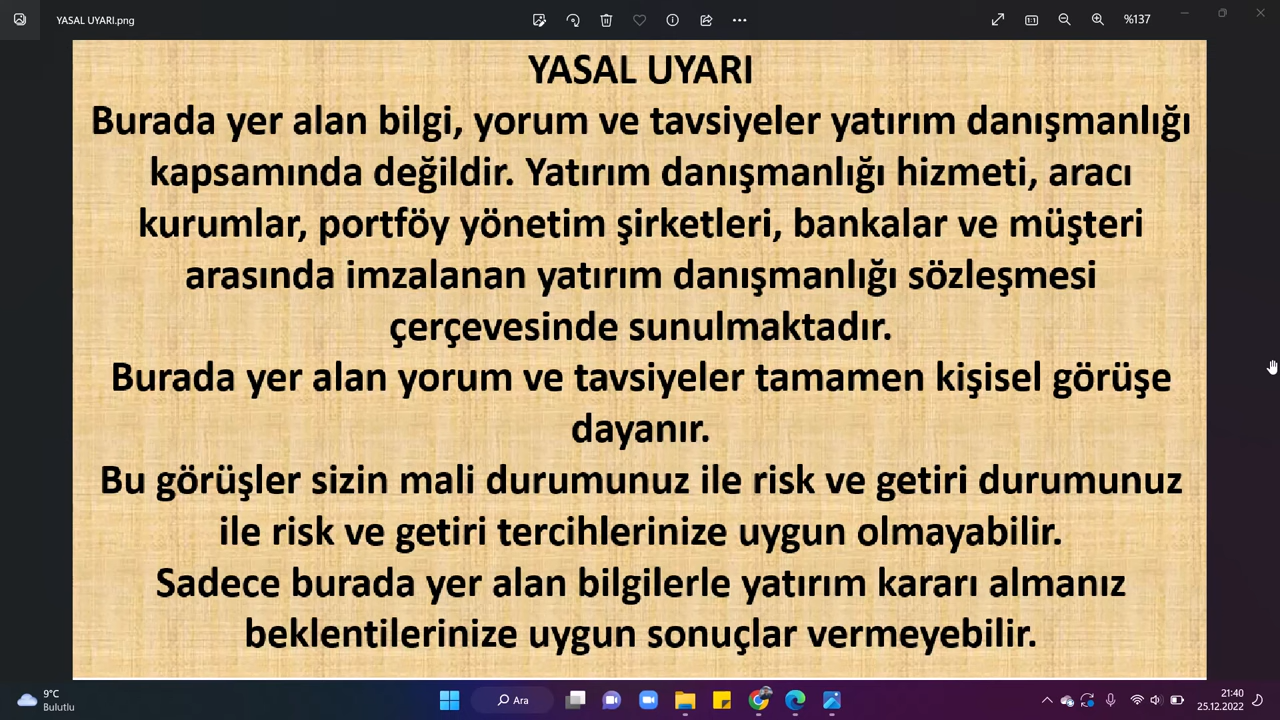 YASAL UYARI.png
%137
YASAL UYARI
Burada yer alan bilgi, yorum ve tavsiyeler yatırım danışmanlığı
kapsamında değildir. Yatırım danışmanlığı hizmeti, aracı
kurumlar, portföy yönetim şirketleri, bankalar ve müşteri
arasında imzalanan yatırım danışmanlığı sözleşmesi
çerçevesinde sunulmaktadır.
Burada yer alan yorum ve tavsiyeler tamamen kişisel görüşe
dayanır.
Bu görüşler sizin mali durumunuz ile risk ve getiri durumunuz
ile risk ve getiri tercihlerinize uygun olmayabilir.
Sadece burada yer alan bilgilerle yatırım kararı almanız
beklentilerinize uygun sonuçlar vermeyebilir.
9°C
Bulutlu
Ara
21:40
25.12.2022